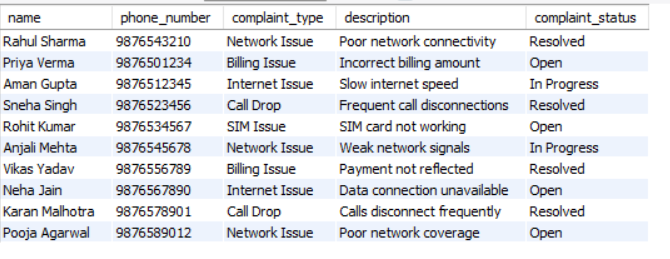 name phone_number complaint_type description complaint_status
Rahul Sharma 9876543210 Network Issue Poor network connectivity Resolved
Priya Verma 9876501234 Billing Issue Incorrect billing amount Open
Aman Gupta 9876512345 Internet Issue Slow internet speed In Progress
Sneha Singh 9876523456 Call Drop Frequent call disconnections Resolved
Rohit Kumar 9876534567 SIM Issue SIM card not working Open
Anjali Mehta 9876545678 Network Issue Weak network signals In Progress
Vikas Yadav 9876556789 Billing Issue Payment not reflected Resolved
Neha Jain 9876567890 Internet Issue Data connection unavailable Open
Karan Malhotra 9876578901 Call Drop Calls disconnect frequently Resolved
Pooja Agarwal 9876589012 Network Issue Poor network coverage Open